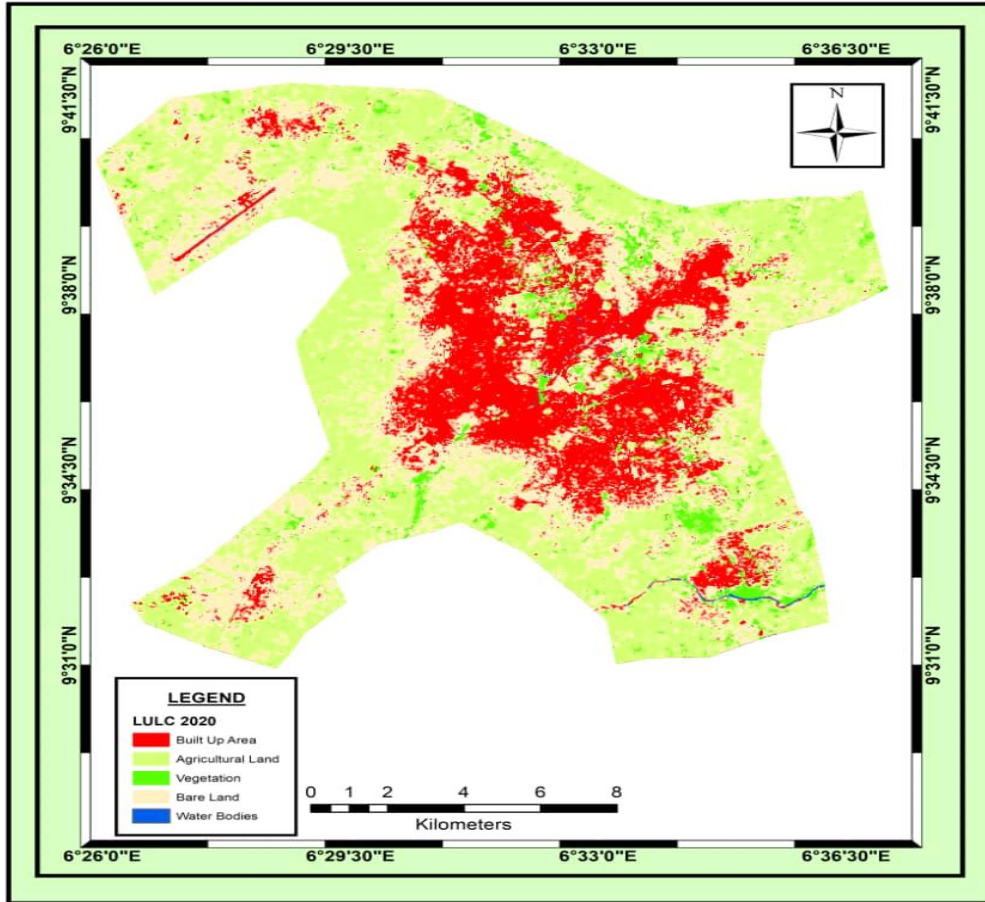 6°26'0"E 6°29'30"E 6°33'0"E 6°36'30"E
9°41'30"N 9°41'30"N
N
9°38'0"N 9°38'0"N
9°34'30"N 9°34'30"N
9°31'0"N 9°31'0"N
LEGEND
LULC 2020
Built Up Area
Agricultural Land
Vegetation
Bare Land
Water Bodies
0 1 2 4 6 8
Kilometers
6°26'0"E 6°29'30"E 6°33'0"E 6°36'30"E